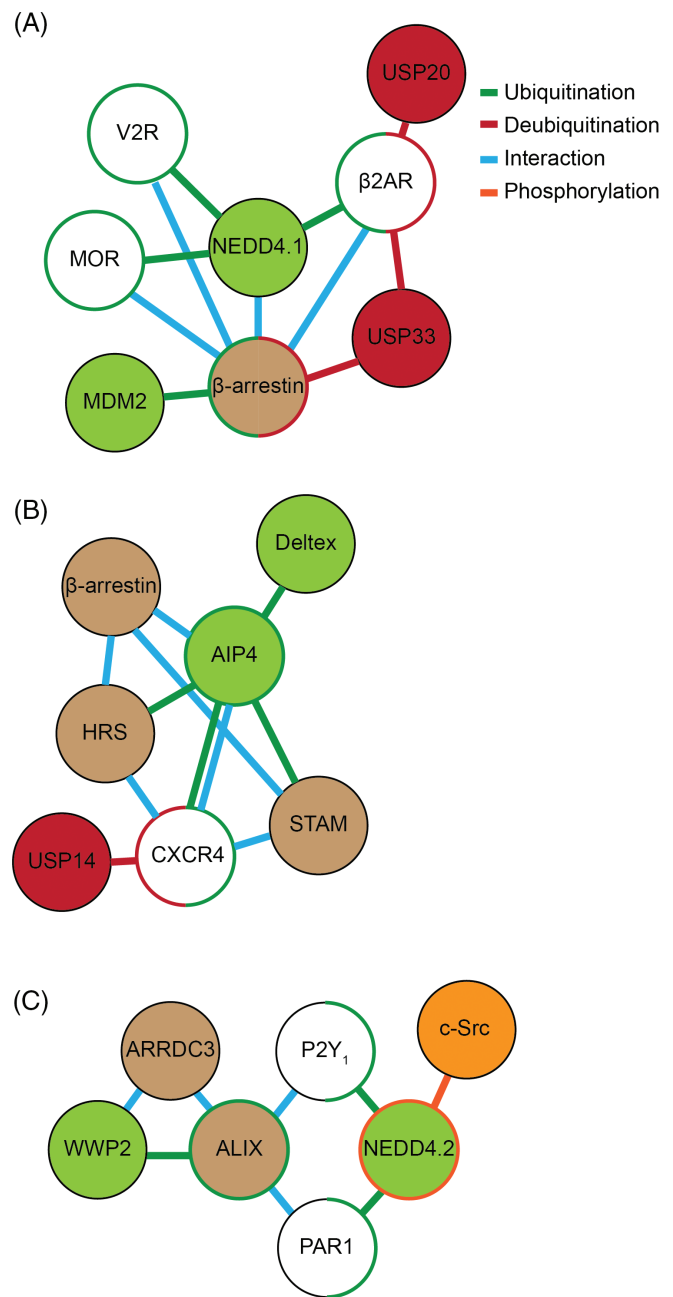 (A)
USP20
Ubiquitination
Deubiquitination
Interaction
Phosphorylation
V2R
β2AR
NEDD4.1
MOR
USP33
β-arrestin
MDM2
(B)
Deltex
β-arrestin
AIP4
HRS
STAM
CXCR4
USP14
(C)
c-Src
ARRDC3
P2Y₁
WWP2
ALIX
NEDD4.2
PAR1